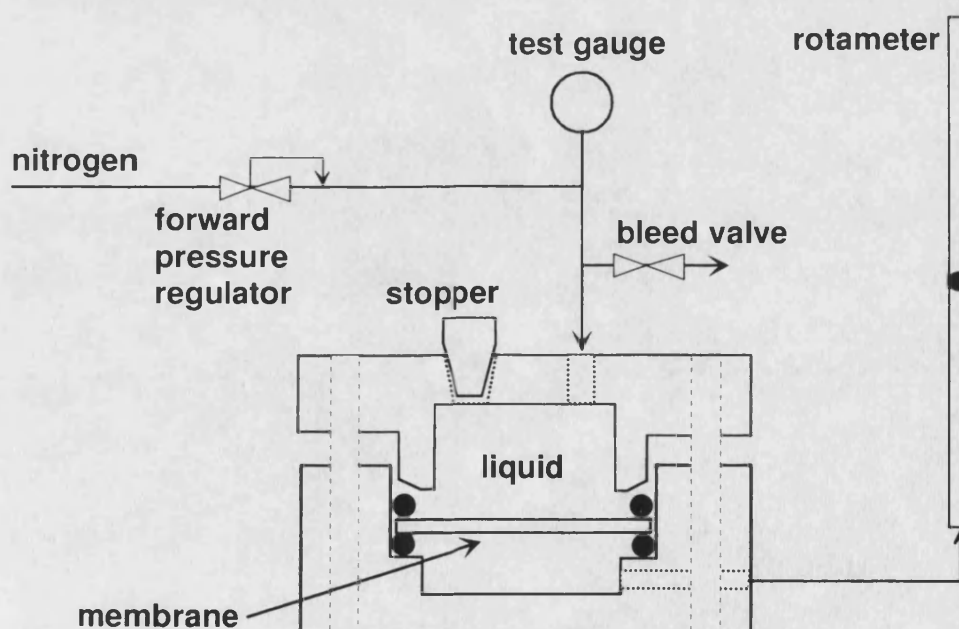 test gauge
rotameter
nitrogen
forward
pressure
regulator
bleed valve
stopper
liquid
membrane